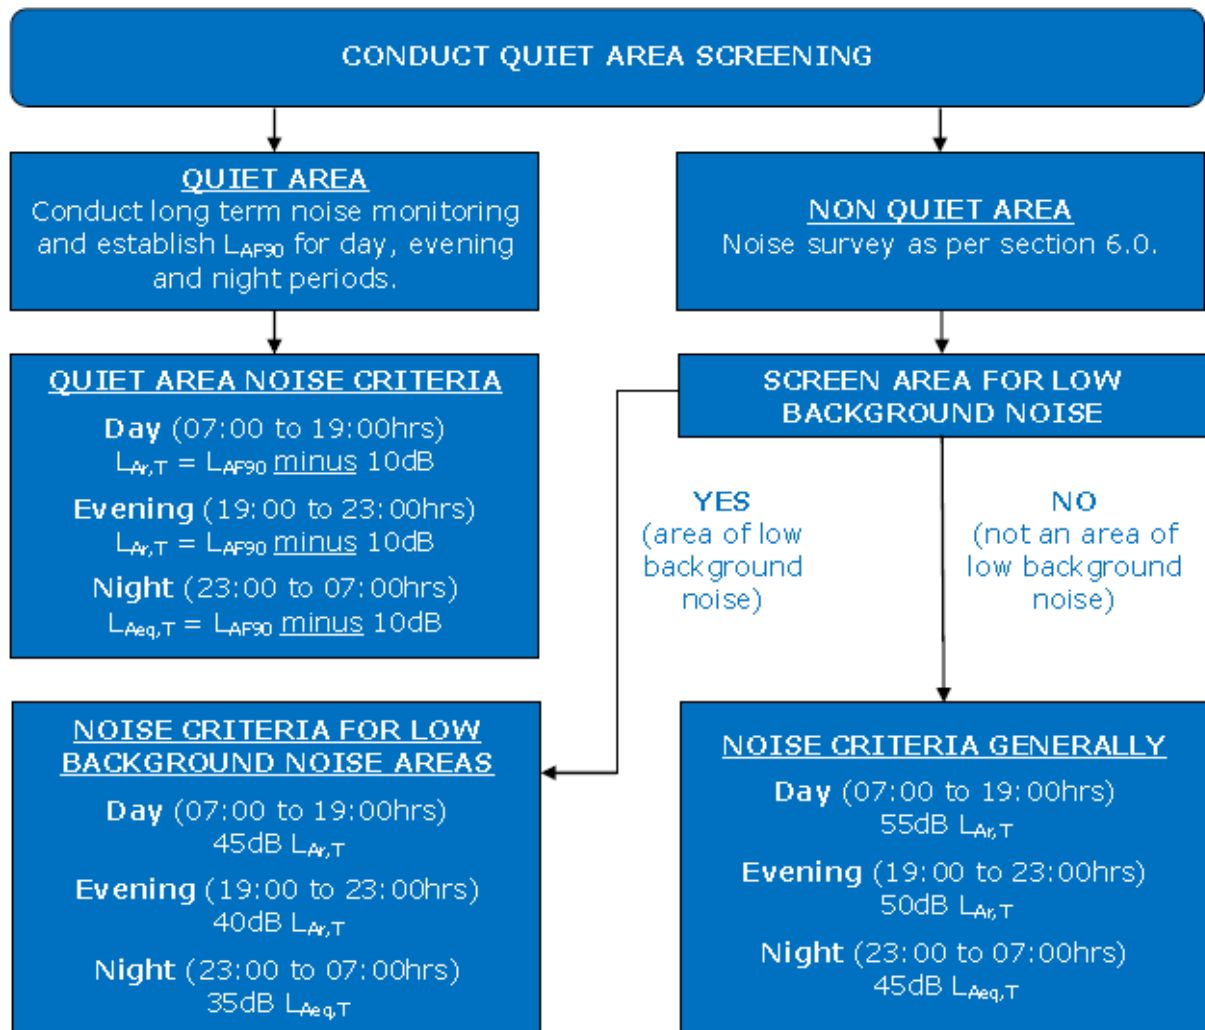 CONDUCT QUIET AREA SCREENING
QUIET AREA
Conduct long term noise monitoring
and establish LAF90 for day, evening
and night periods.
NON QUIET AREA
Noise survey as per section 6.0.
QUIET AREA NOISE CRITERIA
Day (07:00 to 19:00hrs)
LAr,T = LAF90 minus 10dB
Evening (19:00 to 23:00hrs)
LAr,T = LAF90 minus 10dB
Night (23:00 to 07:00hrs)
LAeq,T = LAF90 minus 10dB
SCREEN AREA FOR LOW
BACKGROUND NOISE
YES
(area of low
background
noise)
NO
(not an area of
low background
noise)
NOISE CRITERIA FOR LOW
BACKGROUND NOISE AREAS
Day (07:00 to 19:00hrs)
45dB LAr,T
Evening (19:00 to 23:00hrs)
40dB LAr,T
Night (23:00 to 07:00hrs)
35dB LAeq,T
NOISE CRITERIA GENERALLY
Day (07:00 to 19:00hrs)
55dB LAr,T
Evening (19:00 to 23:00hrs)
50dB LAr,T
Night (23:00 to 07:00hrs)
45dB LAeq,T